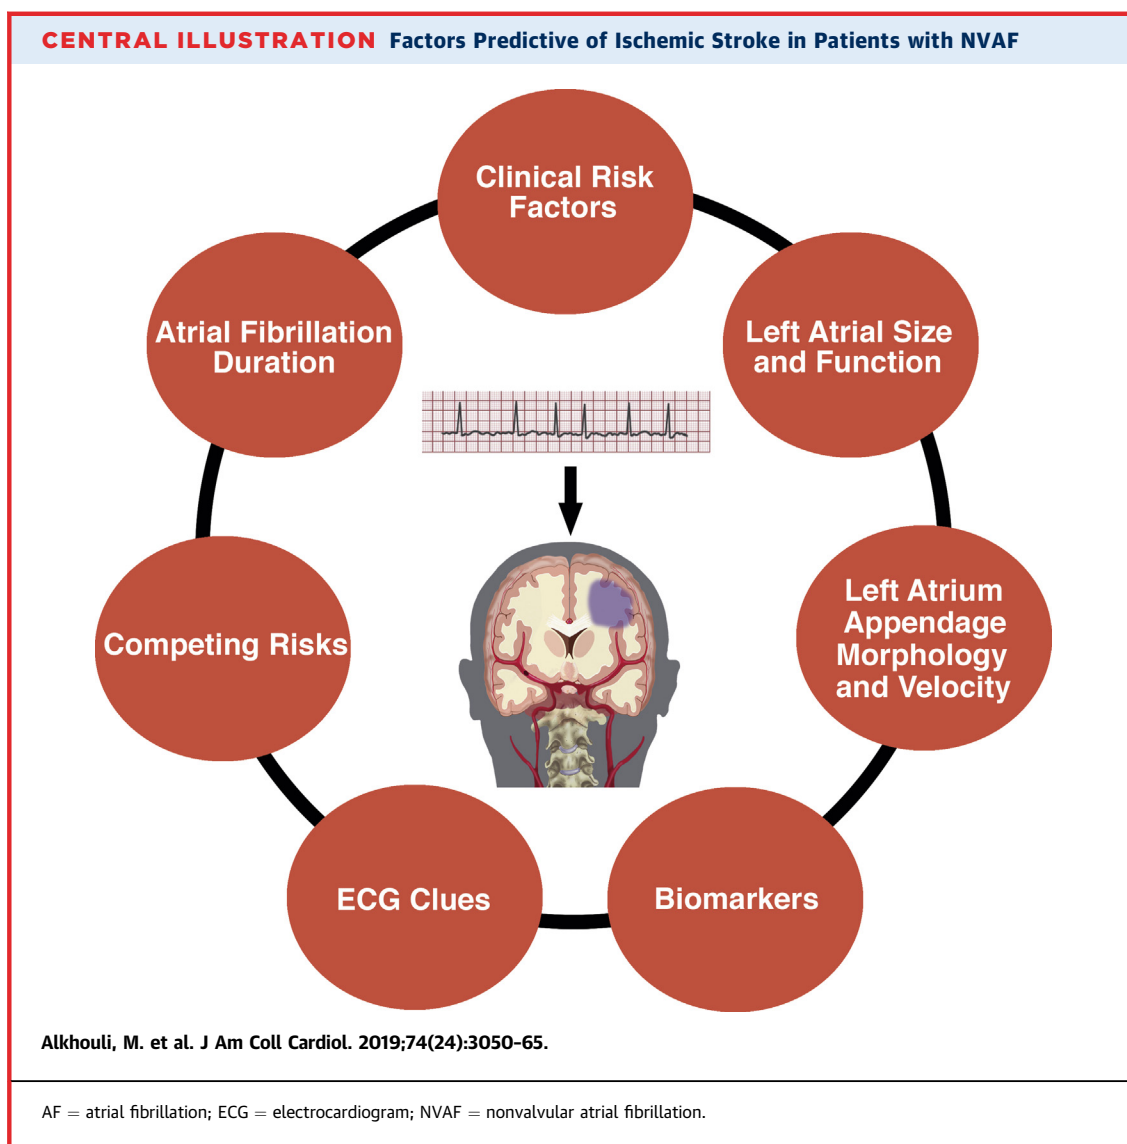 CENTRAL ILLUSTRATION Factors Predictive of Ischemic Stroke in Patients with NVAF
Clinical Risk
Factors
Atrial Fibrillation
Duration
Left Atrial Size
and Function
Competing Risks
Left Atrium
Appendage
Morphology
and Velocity
ECG Clues
Biomarkers
Alkhouli, M. et al. J Am Coll Cardiol. 2019;74(24):3050–65.
AF = atrial fibrillation; ECG = electrocardiogram; NVAF = nonvalvular atrial fibrillation.